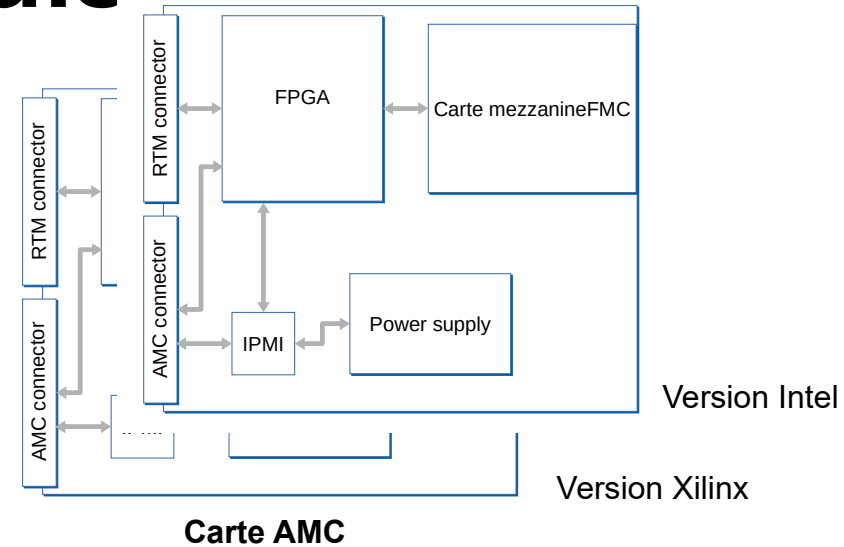 RTM connector
FPGA
Carte mezzanineFMC
RTM connector
AMC connector
IPMI
Power supply
AMC connector
Version Intel
Version Xilinx
Carte AMC